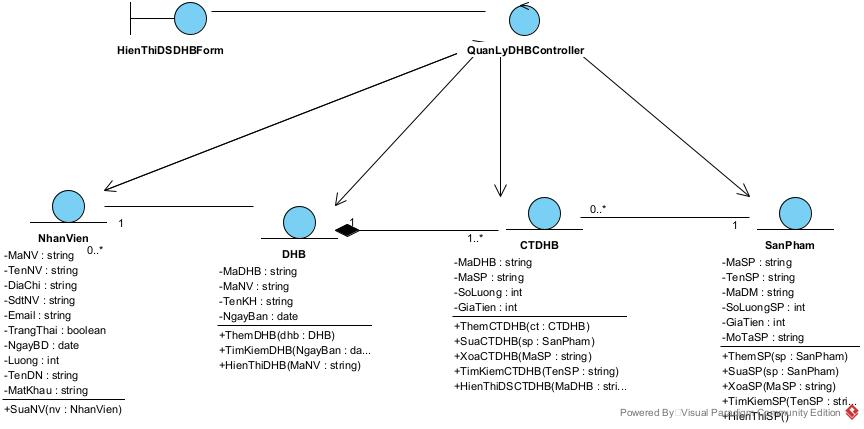 HienThiDSDHBForm
QuanLyDHBController
NhanVien
-MaNV : string
-TenNV : string
-DiaChi : string
-SdtNV : string
-Email : string
-TrangThai : boolean
-NgayBD : date
-Luong : int
-TenDN : string
-MatKhau : string
+SuaNV(nv : NhanVien)
1
0..*
DHB
-MaDHB : string
-MaNV : string
-TenKH : string
-NgayBan : date
+ThemDHB(dhb : DHB)
+TimKiemDHB(NgayBan : da...
+HienThiDHB(MaNV : string)
1
1..*
CTDHB
-MaDHB : string
-MaSP : string
-SoLuong : int
-GiaTien : int
+ThemCTDHB(ct : CTDHB)
+SuaCTDHB(sp : SanPham)
+XoaCTDHB(MaSP : string)
+TimKiemCTDHB(TenSP : string)
+HienThiDSCTDHB(MaDHB : stri...
0..*
1
SanPham
-MaSP : string
-TenSP : string
-MaDM : string
-SoLuongSP : int
-GiaTien : int
-MoTaSP : string
+ThemSP(sp : SanPham)
+SuaSP(sp : SanPham)
+XoaSP(MaSP : string)
+TimKiemSP(TenSP : stri...
+HienThiSP()
Powered By Visual Paradigm Community Edition